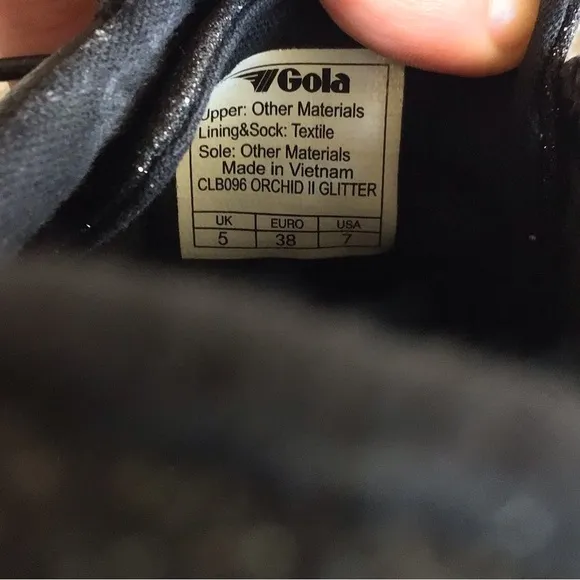 Gola
Upper: Other Materials
Lining&Sock: Textile
Sole: Other Materials
Made in Vietnam
CLB096 ORCHID II GLITTER
UK EURO USA
5 38 7